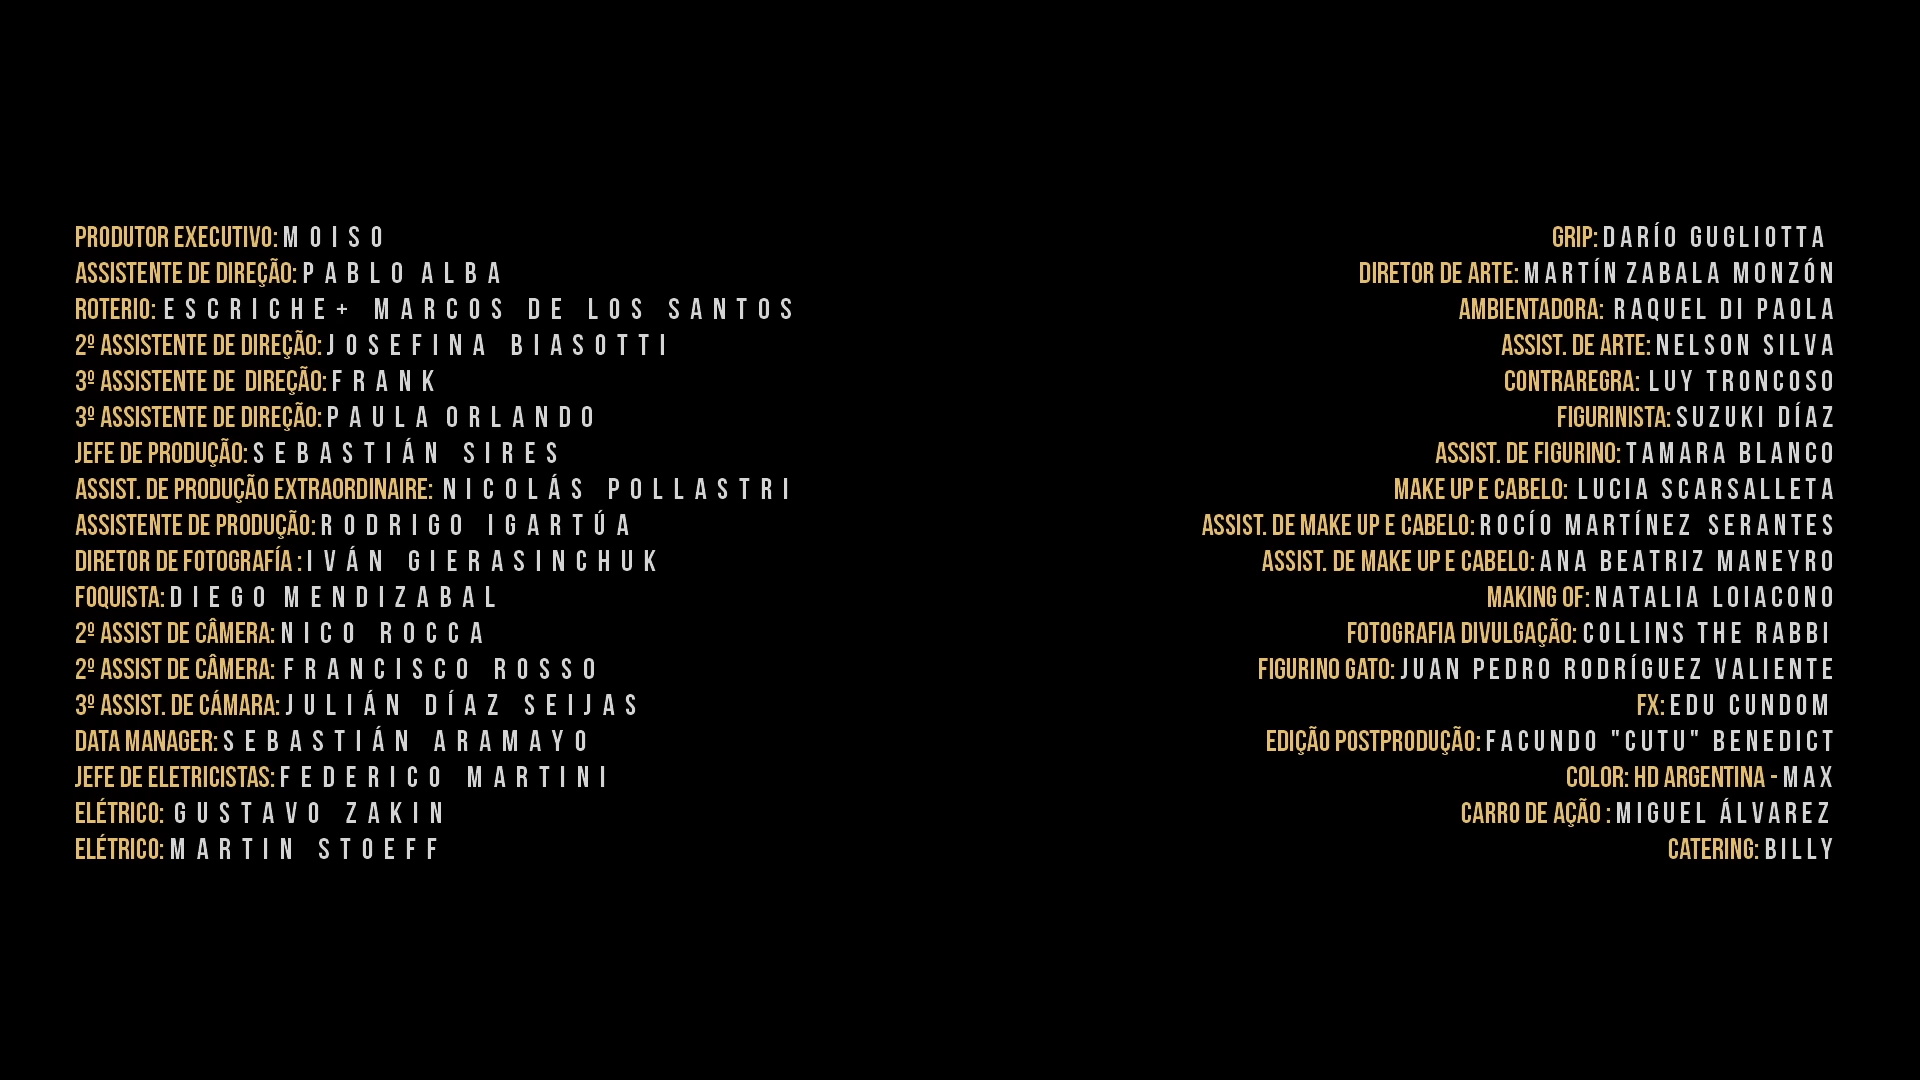 PRODUTOR EXECUTIVO: MOISO
ASSISTENTE DE DIREÇÃO: PABLO ALBA
ROTERIO: ESCRICHE+ MARCOS DE LOS SANTOS
2º ASSISTENTE DE DIREÇÃO: JOSEFINA BIASOTTI
3º ASSISTENTE DE DIREÇÃO: FRANK
3º ASSISTENTE DE DIREÇÃO: PAULA ORLANDO
JEFE DE PRODUÇÃO: SEBASTIÁN SIRES
ASSIST. DE PRODUÇÃO EXTRAORDINAIRE: NICOLÁS POLLASTRI
ASSISTENTE DE PRODUÇÃO: RODRIGO IGARTÚA
DIRETOR DE FOTOGRAFÍA : IVÁN GIERASINCHUK
FOQUISTA: DIEGO MENDIZABAL
2º ASSIST DE CÂMERA: NICO ROCCA
2º ASSIST DE CÂMERA: FRANCISCO ROSSO
3º ASSIST. DE CÁMARA: JULIÁN DÍAZ SEIJAS
DATA MANAGER: SEBASTIÁN ARAMAYO
JEFE DE ELETRICISTAS: FEDERICO MARTINI
ELÉTRICO: GUSTAVO ZAKIN
ELÉTRICO: MARTIN STOEFF
GRIP: DARÍO GUGLIOTTA
DIRETOR DE ARTE: MARTÍN ZABALA MONZÓN
AMBIENTADORA: RAQUEL DI PAOLA
ASSIST. DE ARTE: NELSON SILVA
CONTRAREGRA: LUY TRONCOSO
FIGURINISTA: SUZUKI DÍAZ
ASSIST. DE FIGURINO: TAMARA BLANCO
MAKE UP E CABELO: LUCIA SCARSALLETA
ASSIST. DE MAKE UP E CABELO: ROCÍO MARTÍNEZ SERANTES
ASSIST. DE MAKE UP E CABELO: ANA BEATRIZ MANEYRO
MAKING OF: NATALIA LOIACONO
FOTOGRAFIA DIVULGAÇÃO: COLLINS THE RABBI
FIGURINO GATO: JUAN PEDRO RODRÍGUEZ VALIENTE
FX: EDU CUNDOM
EDIÇÃO POSTPRODUÇÃO: FACUNDO "CUTU" BENEDICT
COLOR: HD ARGENTINA - MAX
CARRO DE AÇÃO : MIGUEL ÁLVAREZ
CATERING: BILLY